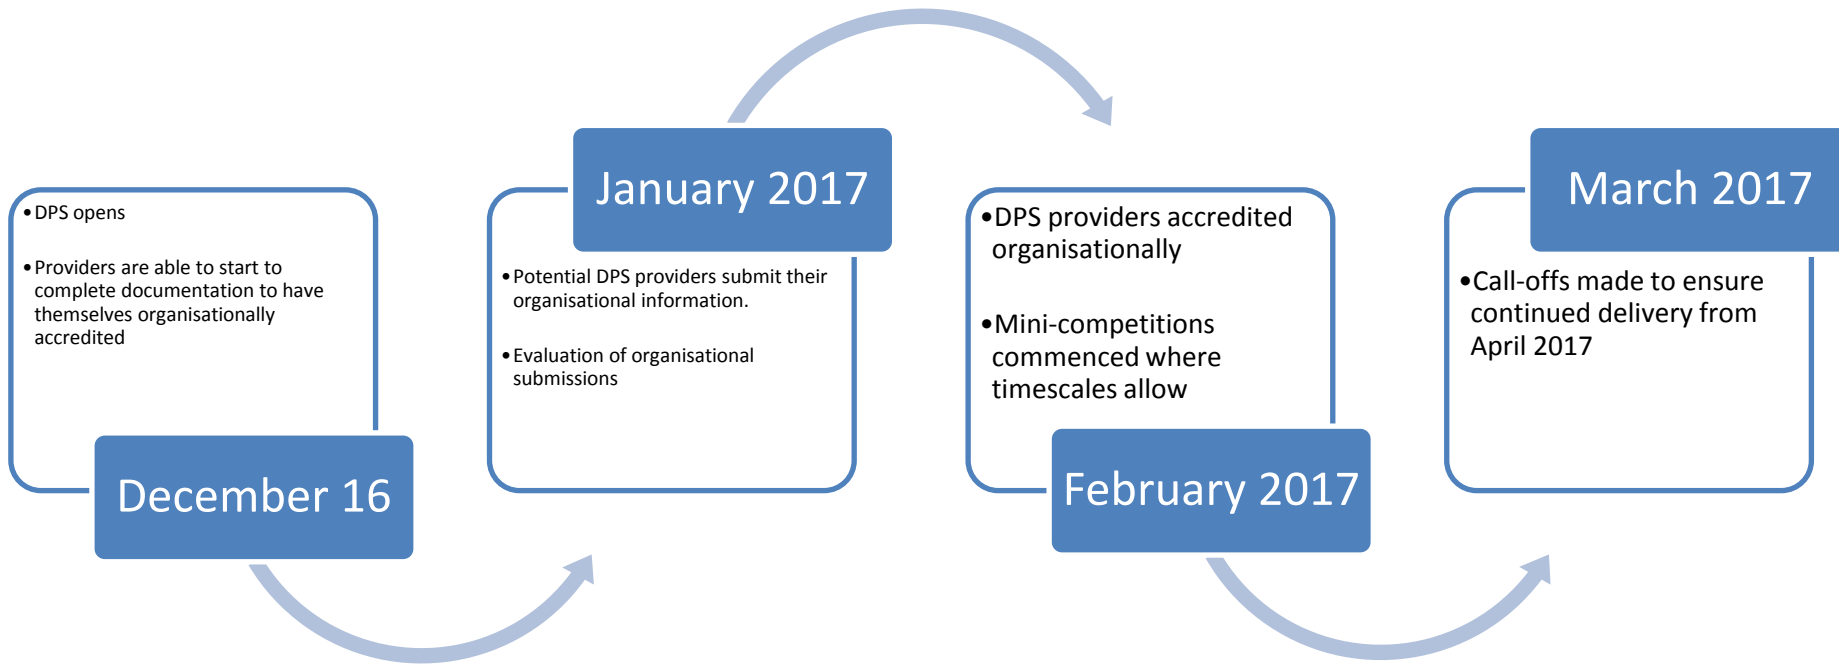 •DPS opens
•Providers are able to start to
complete documentation to have
themselves organisationally
accredited
December 16
January 2017
•Potential DPS providers submit their
organisational information.
•Evaluation of organisational
submissions
•DPS providers accredited
organisationally
•Mini-competitions
commenced where
timescales allow
February 2017
March 2017
•Call-offs made to ensure
continued delivery from
April 2017